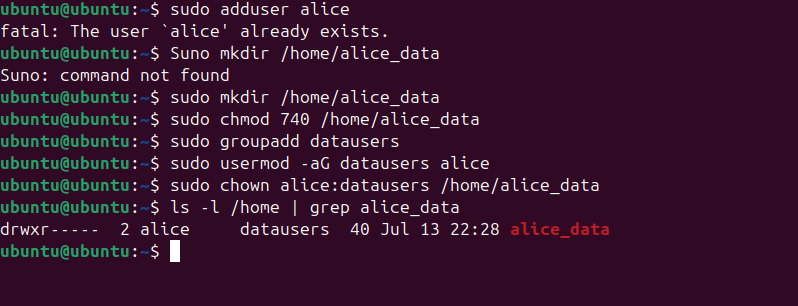 ubuntu@ubuntu:~$ sudo adduser alice
fatal: The user `alice' already exists.
ubuntu@ubuntu:~$ Suno mkdir /home/alice_data
Suno: command not found
ubuntu@ubuntu:~$ sudo mkdir /home/alice_data
ubuntu@ubuntu:~$ sudo chmod 740 /home/alice_data
ubuntu@ubuntu:~$ sudo groupadd datausers
ubuntu@ubuntu:~$ sudo usermod -aG datausers alice
ubuntu@ubuntu:~$ sudo chown alice:datausers /home/alice_data
ubuntu@ubuntu:~$ ls -l /home | grep alice_data
drwxr-----  2 alice     datausers  40 Jul 13 22:28 alice_data
ubuntu@ubuntu:~$